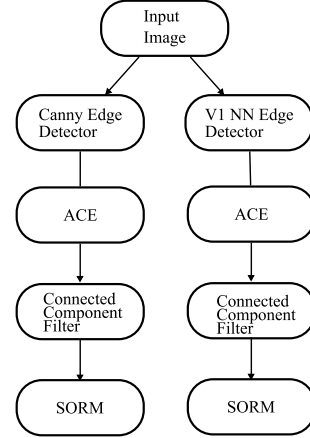 Input
Image
Canny Edge
Detector
V1 NN Edge
Detector
ACE
ACE
Connected
Component
Filter
Connected
Component
Filter
SORM
SORM